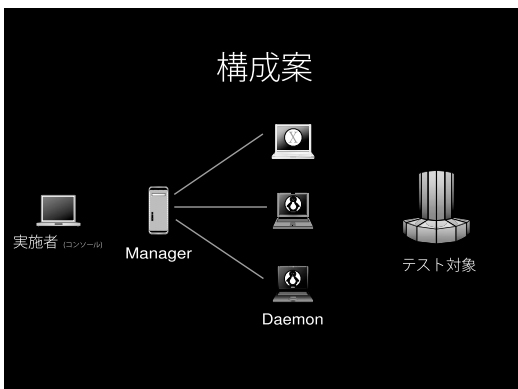 構成案
実施者 (コンソール)
Manager
Daemon
テスト対象
X